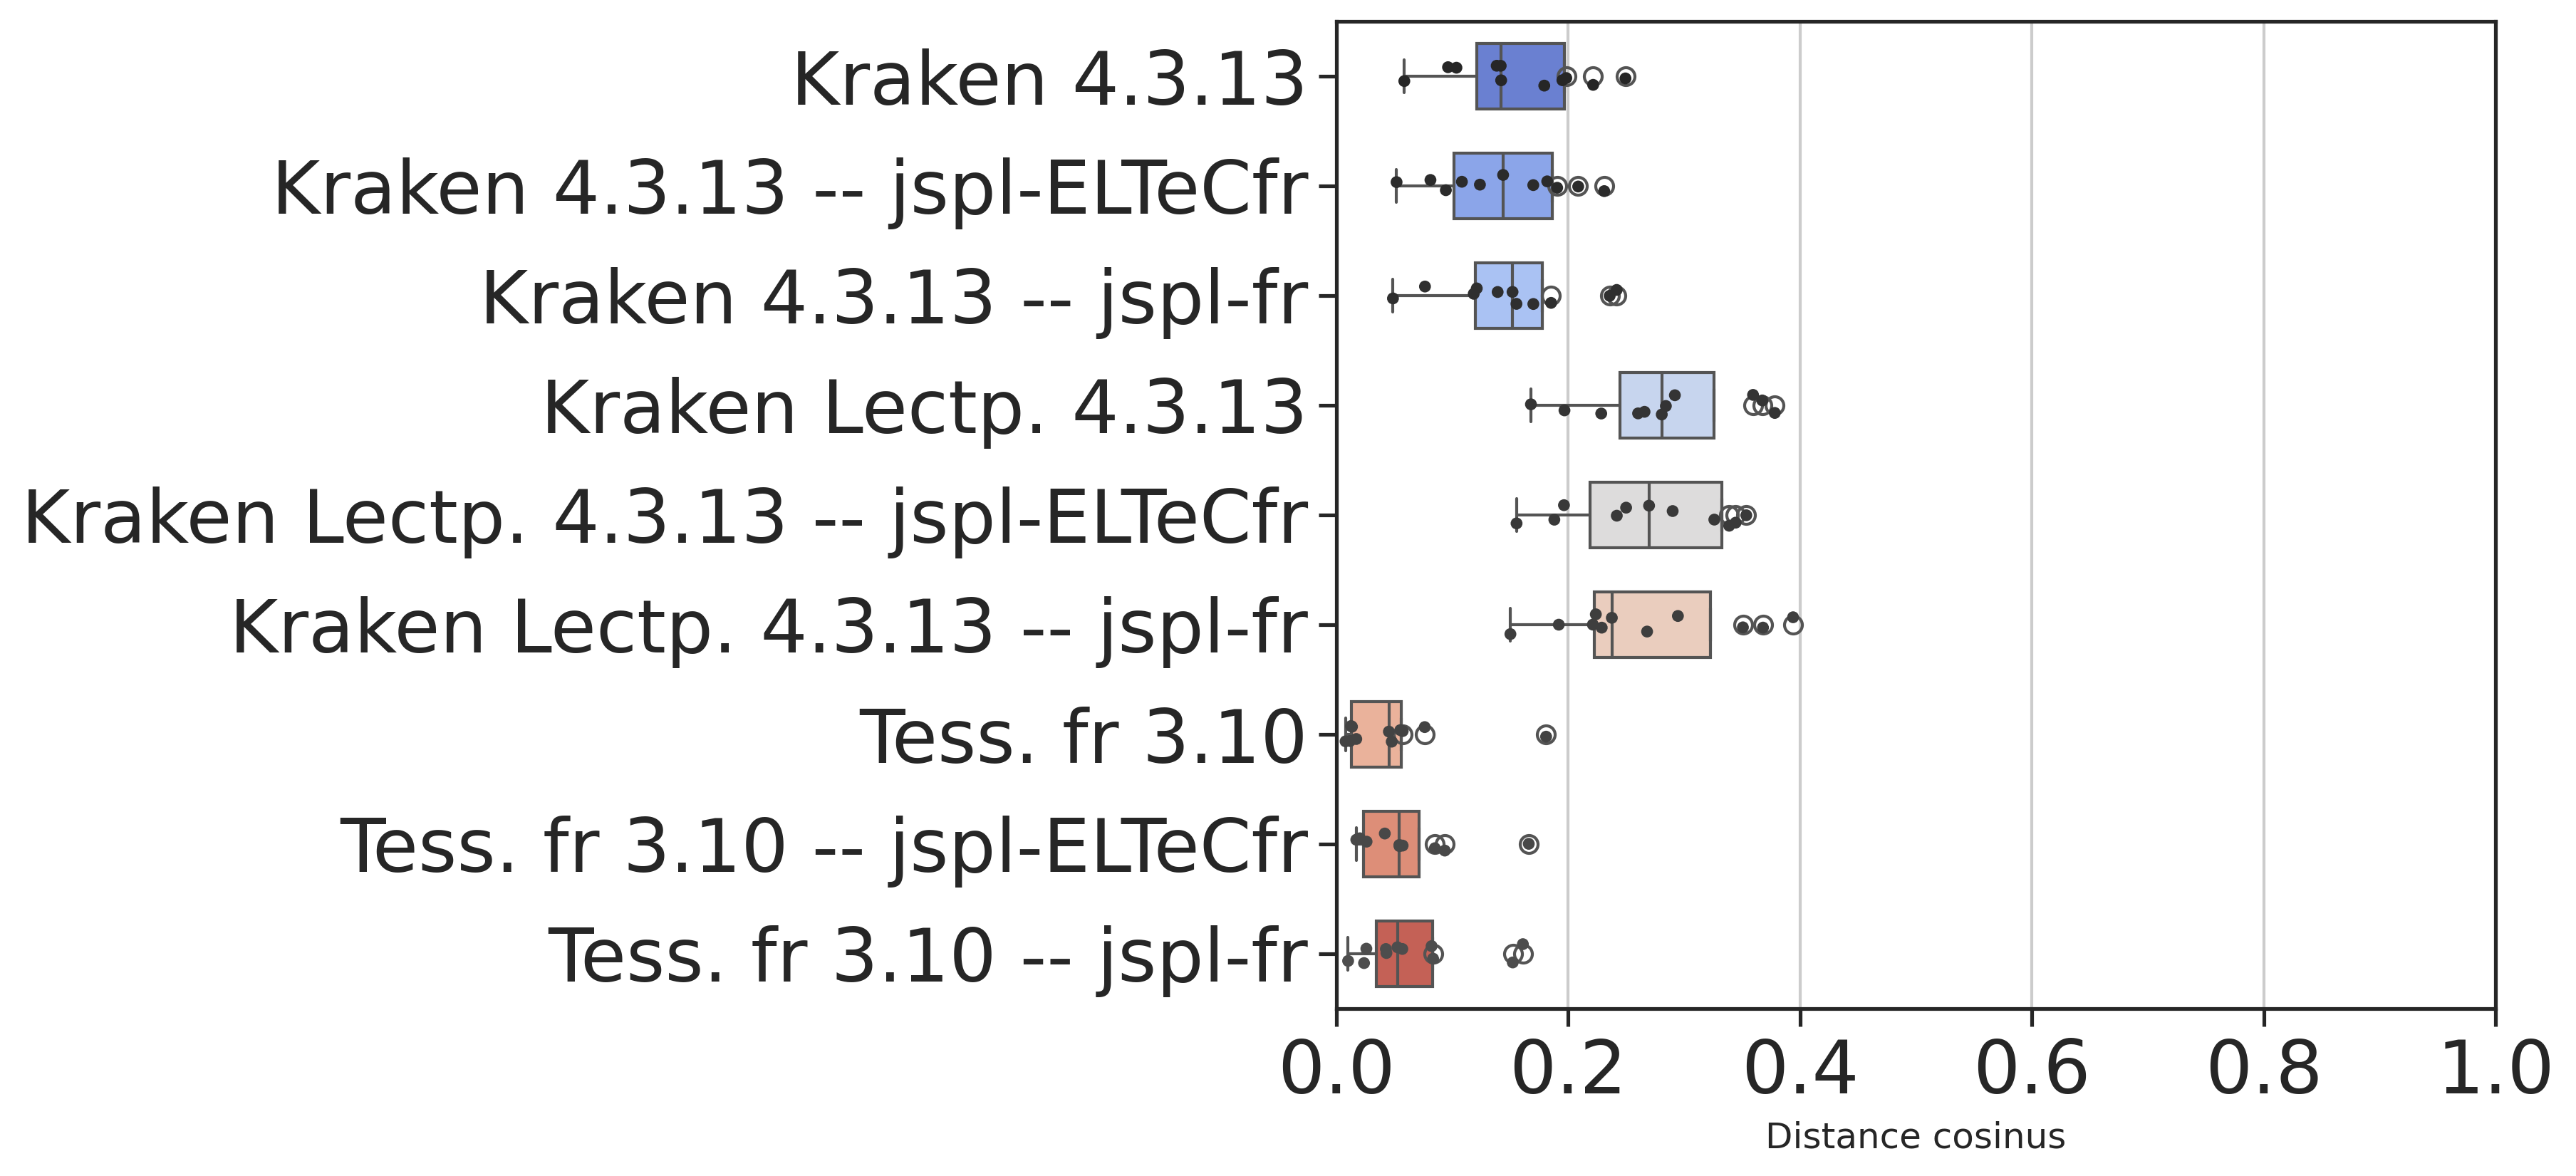 Kraken 4.3.13
Kraken 4.3.13 -- jspl-ELTeCfr
Kraken 4.3.13 -- jspl-fr
Kraken Lectp. 4.3.13
Kraken Lectp. 4.3.13 -- jspl-ELTeCfr
Kraken Lectp. 4.3.13 -- jspl-fr
Tess. fr 3.10
Tess. fr 3.10 -- jspl-ELTeCfr
Tess. fr 3.10 -- jspl-fr
0.0 0.2 0.4 0.6 0.8 1.0
Distance cosinus